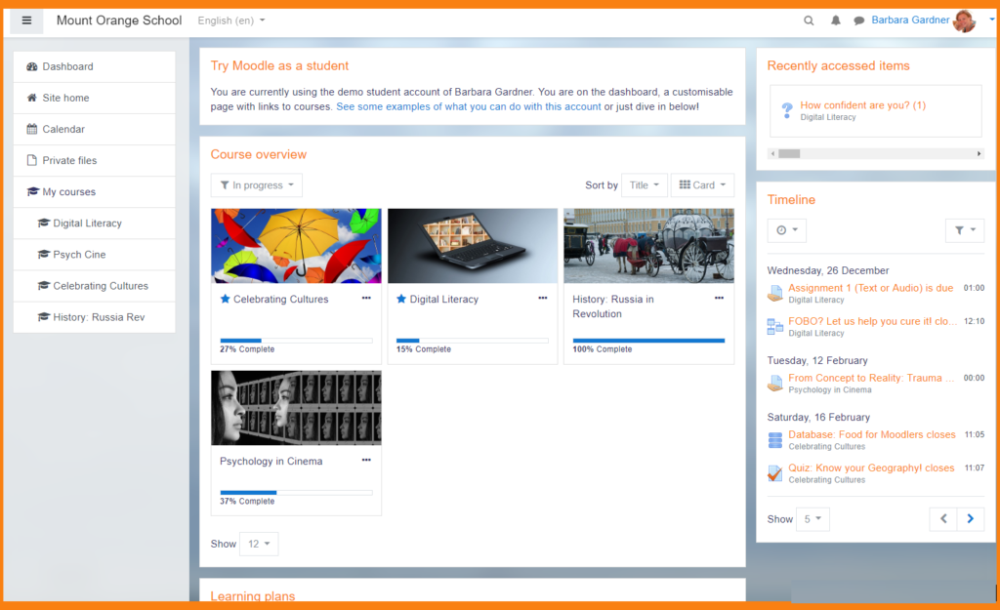 Mount Orange School
English (en)
Barbara Gardner
Dashboard
Site home
Calendar
Private files
My courses
Digital Literacy
Psych Cine
Celebrating Cultures
History: Russia Rev
Try Moodle as a student
You are currently using the demo student account of Barbara Gardner. You are on the dashboard, a customisable
page with links to courses. See some examples of what you can do with this account or just dive in below!
Course overview
In progress
Sort by
Title
Card
Celebrating Cultures
27% Complete
Digital Literacy
15% Complete
History: Russia in
Revolution
100% Complete
Psychology in Cinema
37% Complete
Show
12
Learning plans
Recently accessed items
How confident are you? (1)
Digital Literacy
Timeline
Wednesday, 26 December
Assignment 1 (Text or Audio) is due 01:00
Digital Literacy
FOBO? Let us help you cure it! clo... 12:10
Digital Literacy
Tuesday, 12 February
From Concept to Reality: Trauma ... 00:00
Psychology in Cinema
Saturday, 16 February
Database: Food for Moodlers closes 11:05
Celebrating Cultures
Quiz: Know your Geography! closes 11:07
Celebrating Cultures
Show
5